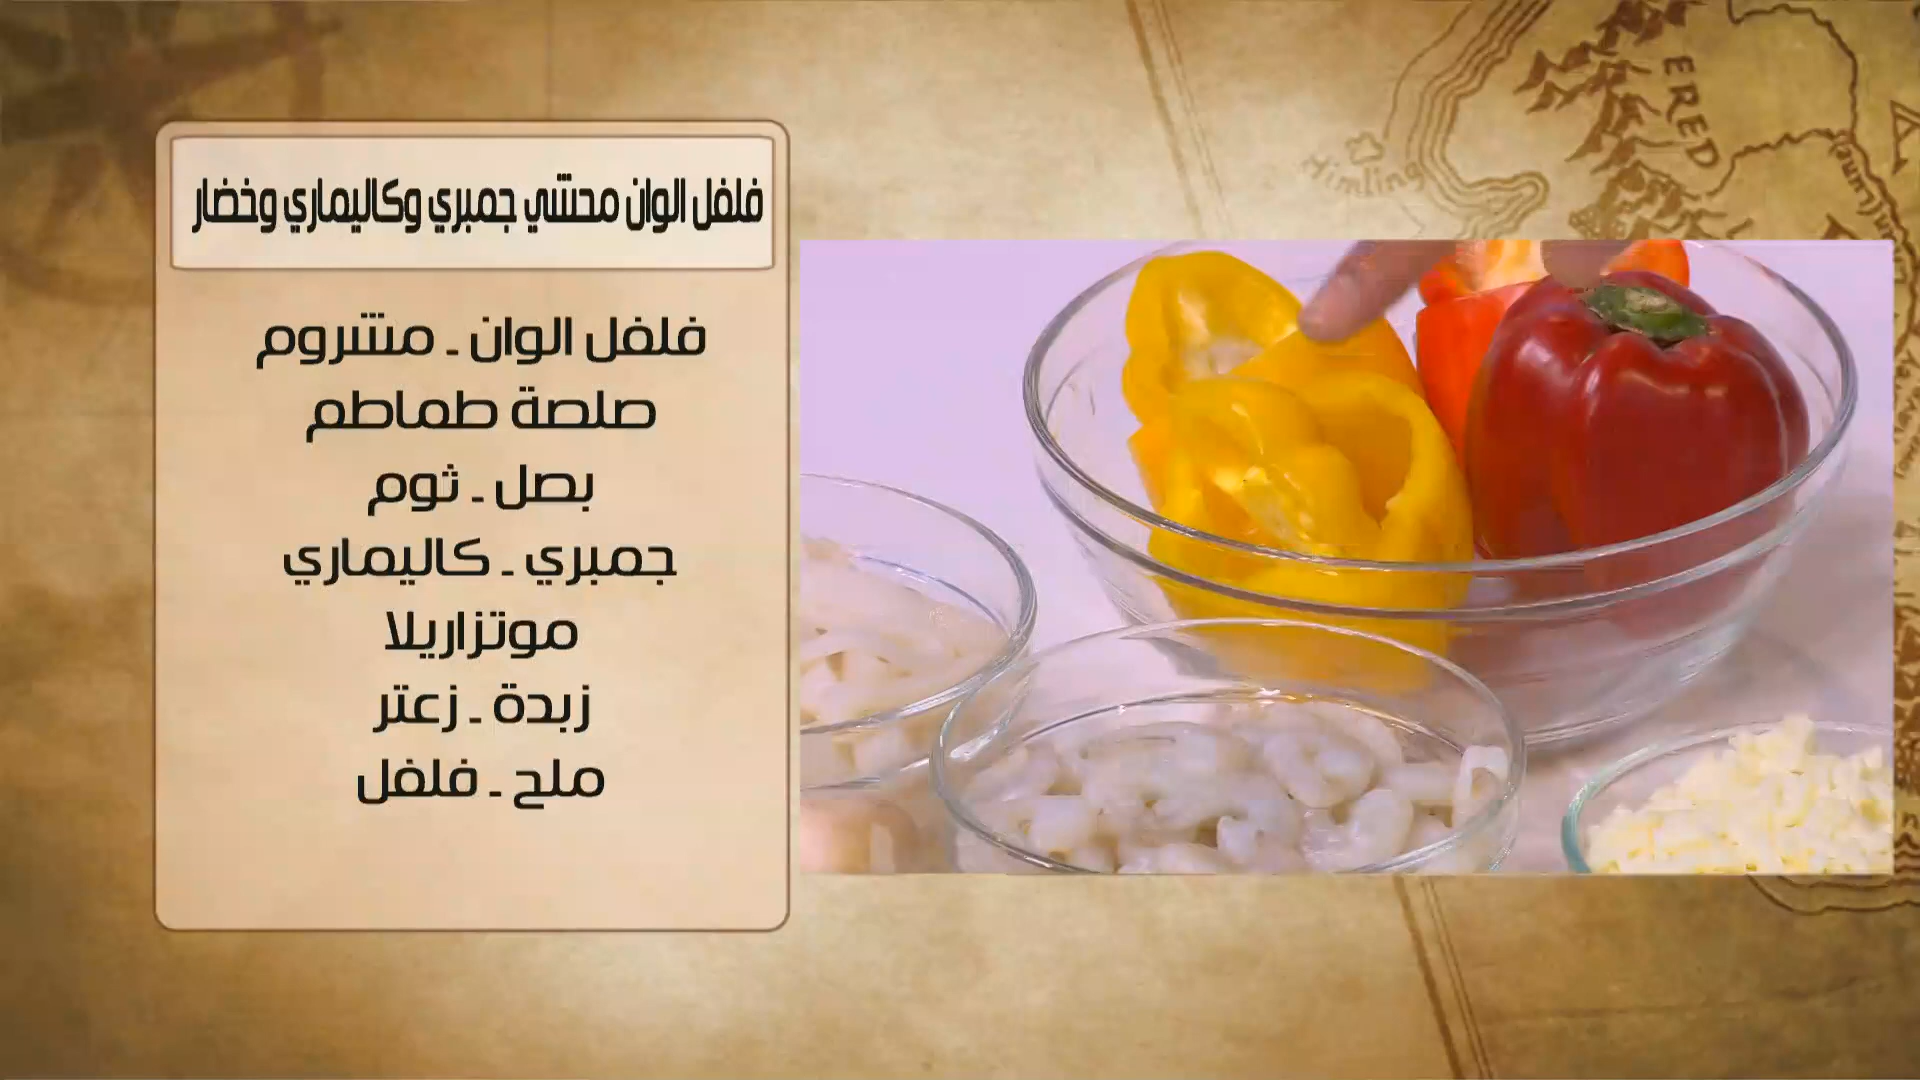 فلفل الوان محشي جمبري وكاليماري وخضار
فلفل الوان - مشروم
صلصة طماطم
بصل - ثوم
جمبري - كاليماري
موتزاريلا
زبدة - زعتر
ملح - فلفل
ERED
Himling